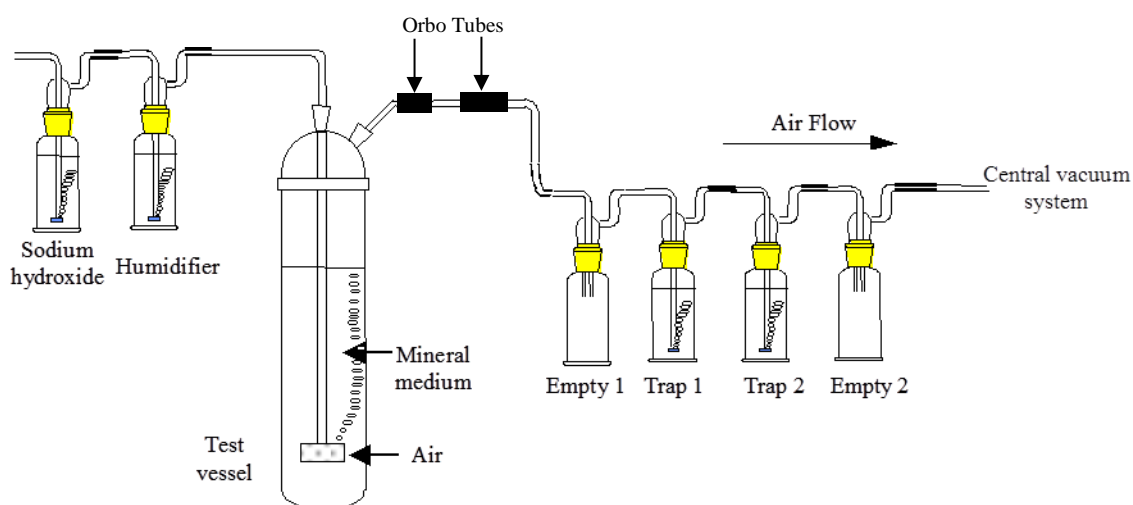 Orbo Tubes
Air Flow
Central vacuum
system
Sodium
hydroxide
Humidifier
Mineral
medium
Empty 1
Trap 1
Trap 2
Empty 2
Test
vessel
Air